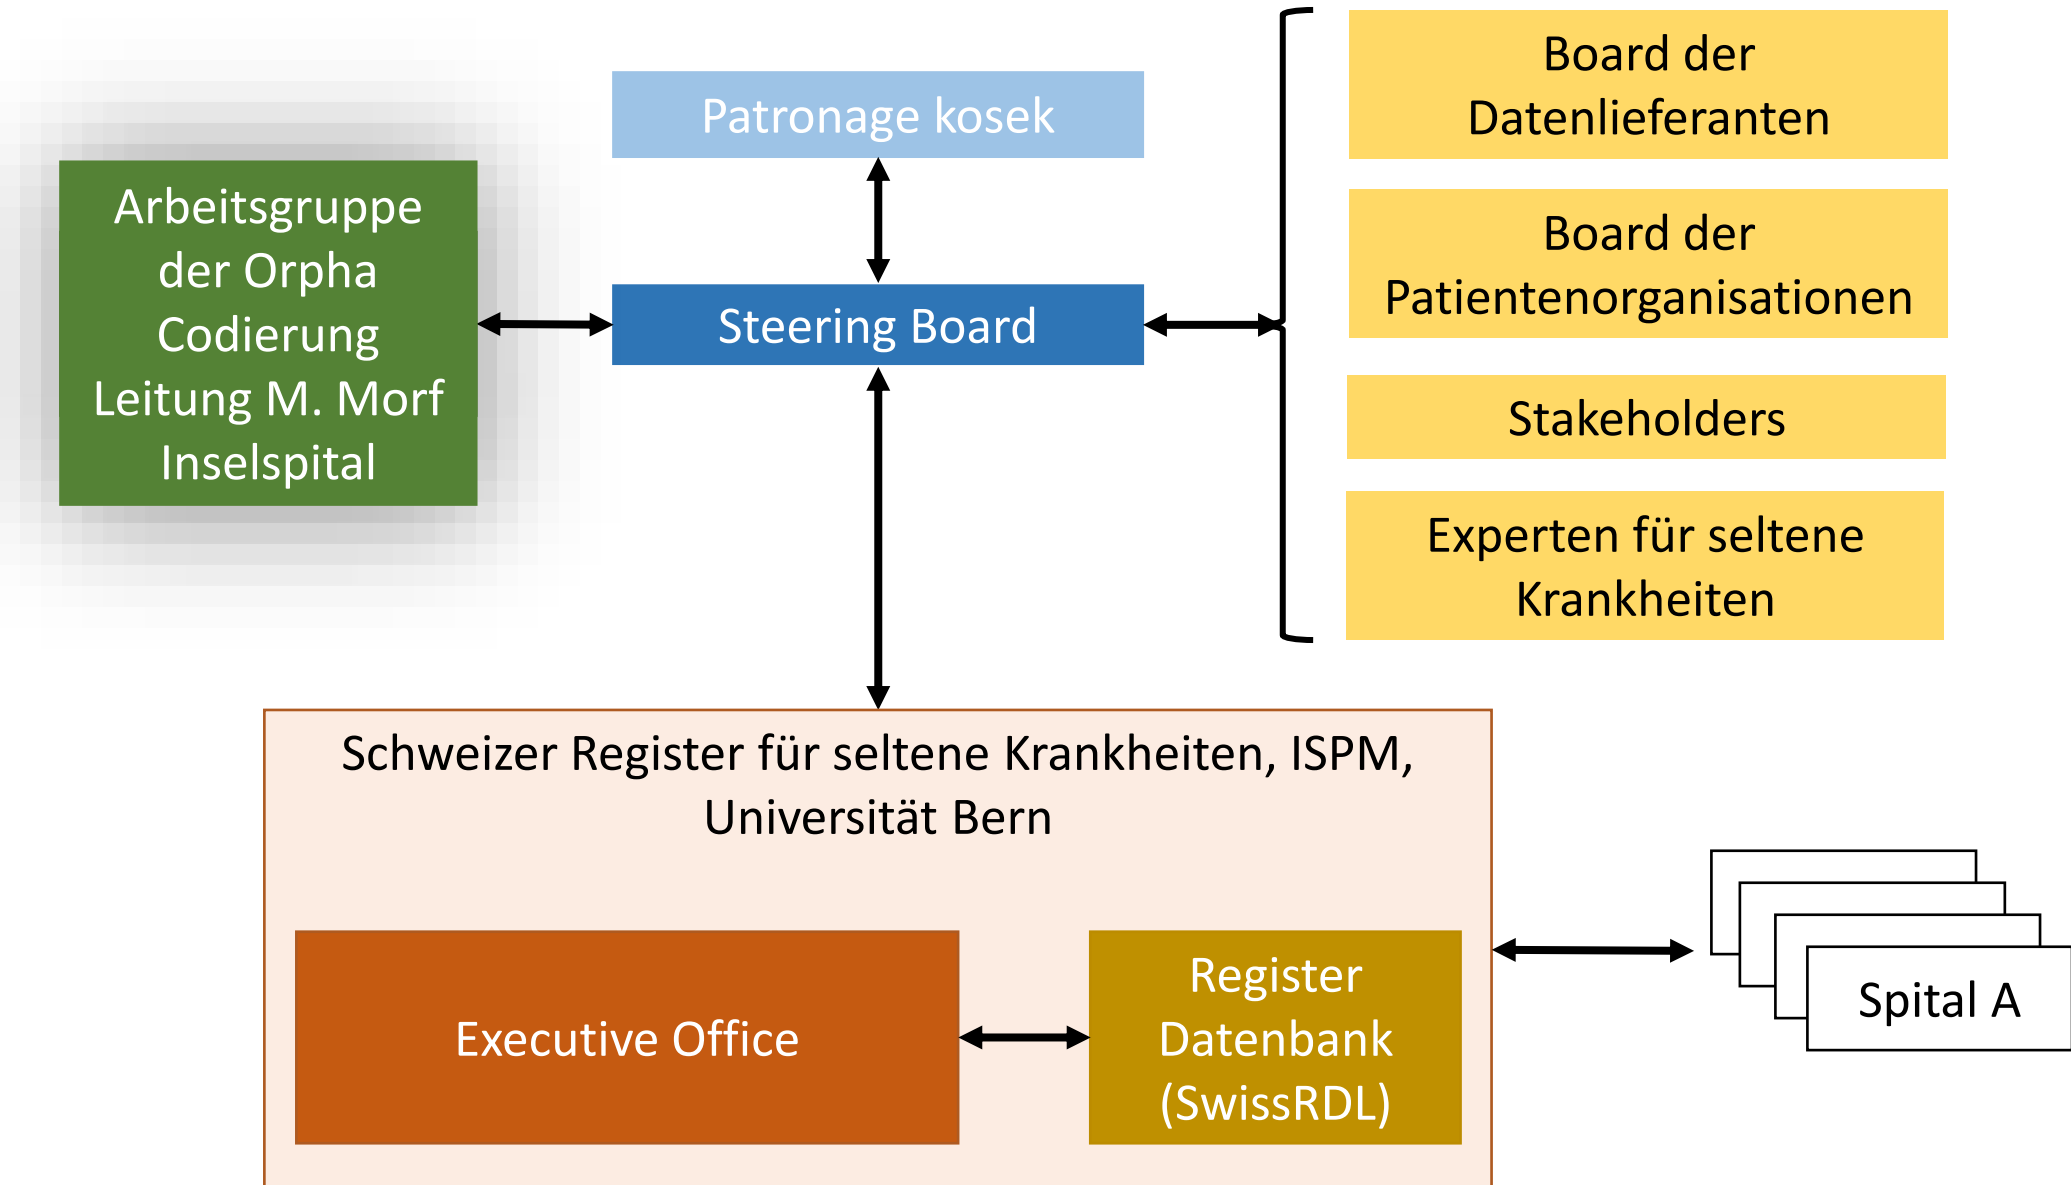 Patronage kosek
Arbeitsgruppe
der Orpha
Codierung
Leitung M. Morf
Inselspital
Steering Board
Board der
Datenlieferanten
Board der
Patientenorganisationen
Stakeholders
Experten für seltene
Krankheiten
Schweizer Register für seltene Krankheiten, ISPM,
Universität Bern
Executive Office
Register
Datenbank
(SwissRDL)
Spital A